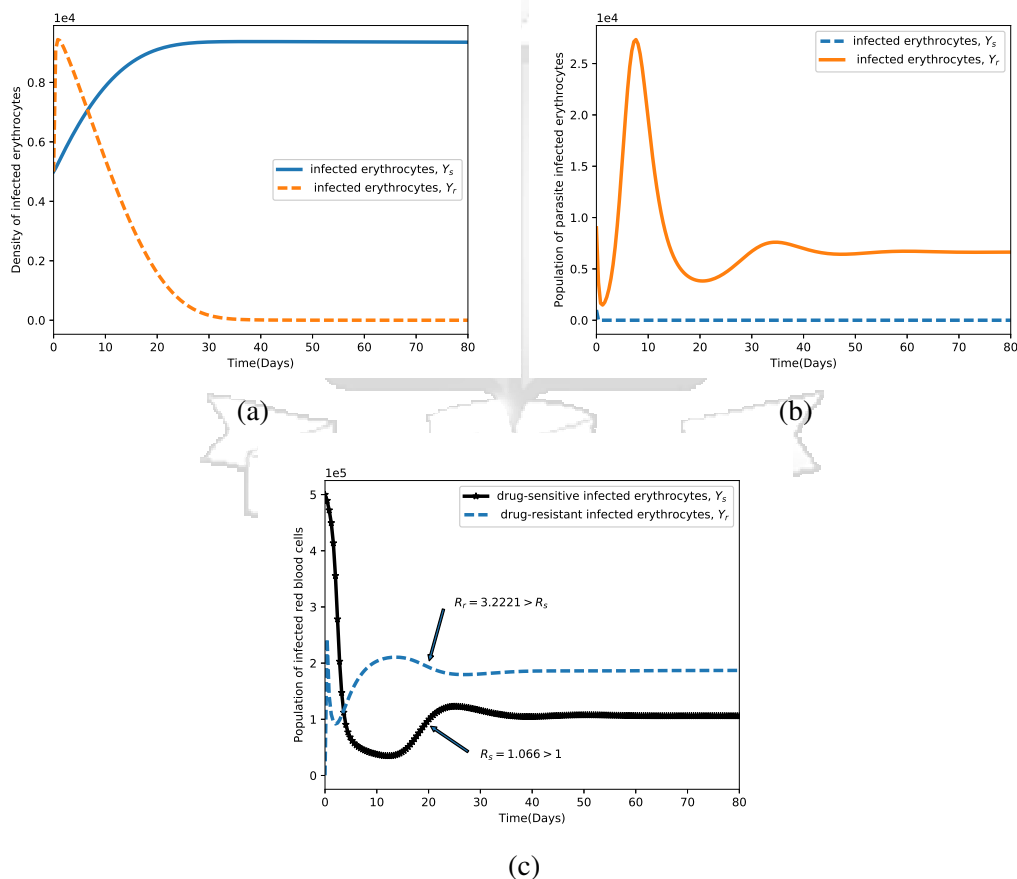 1e4
0.8
0.6
0.4
0.2
0.0
Density of infected erythrocytes
infected erythrocytes, Y_s
infected erythrocytes, Y_r
0 10 20 30 40 50 60 70 80
Time(Days)
(a)
1e4
2.5
2.0
1.5
1.0
0.5
0.0
Population of parasite infected erythrocytes
infected erythrocytes, Y_s
infected erythrocytes, Y_r
0 10 20 30 40 50 60 70 80
Time(Days)
(b)
1e5
5
4
3
2
1
0
Population of infected red blood cells
drug-sensitive infected erythrocytes, Y_s
drug-resistant infected erythrocytes, Y_r
R_r = 3.2221 > R_s
R_s = 1.066 > 1
0 10 20 30 40 50 60 70 80
Time(Days)
(c)